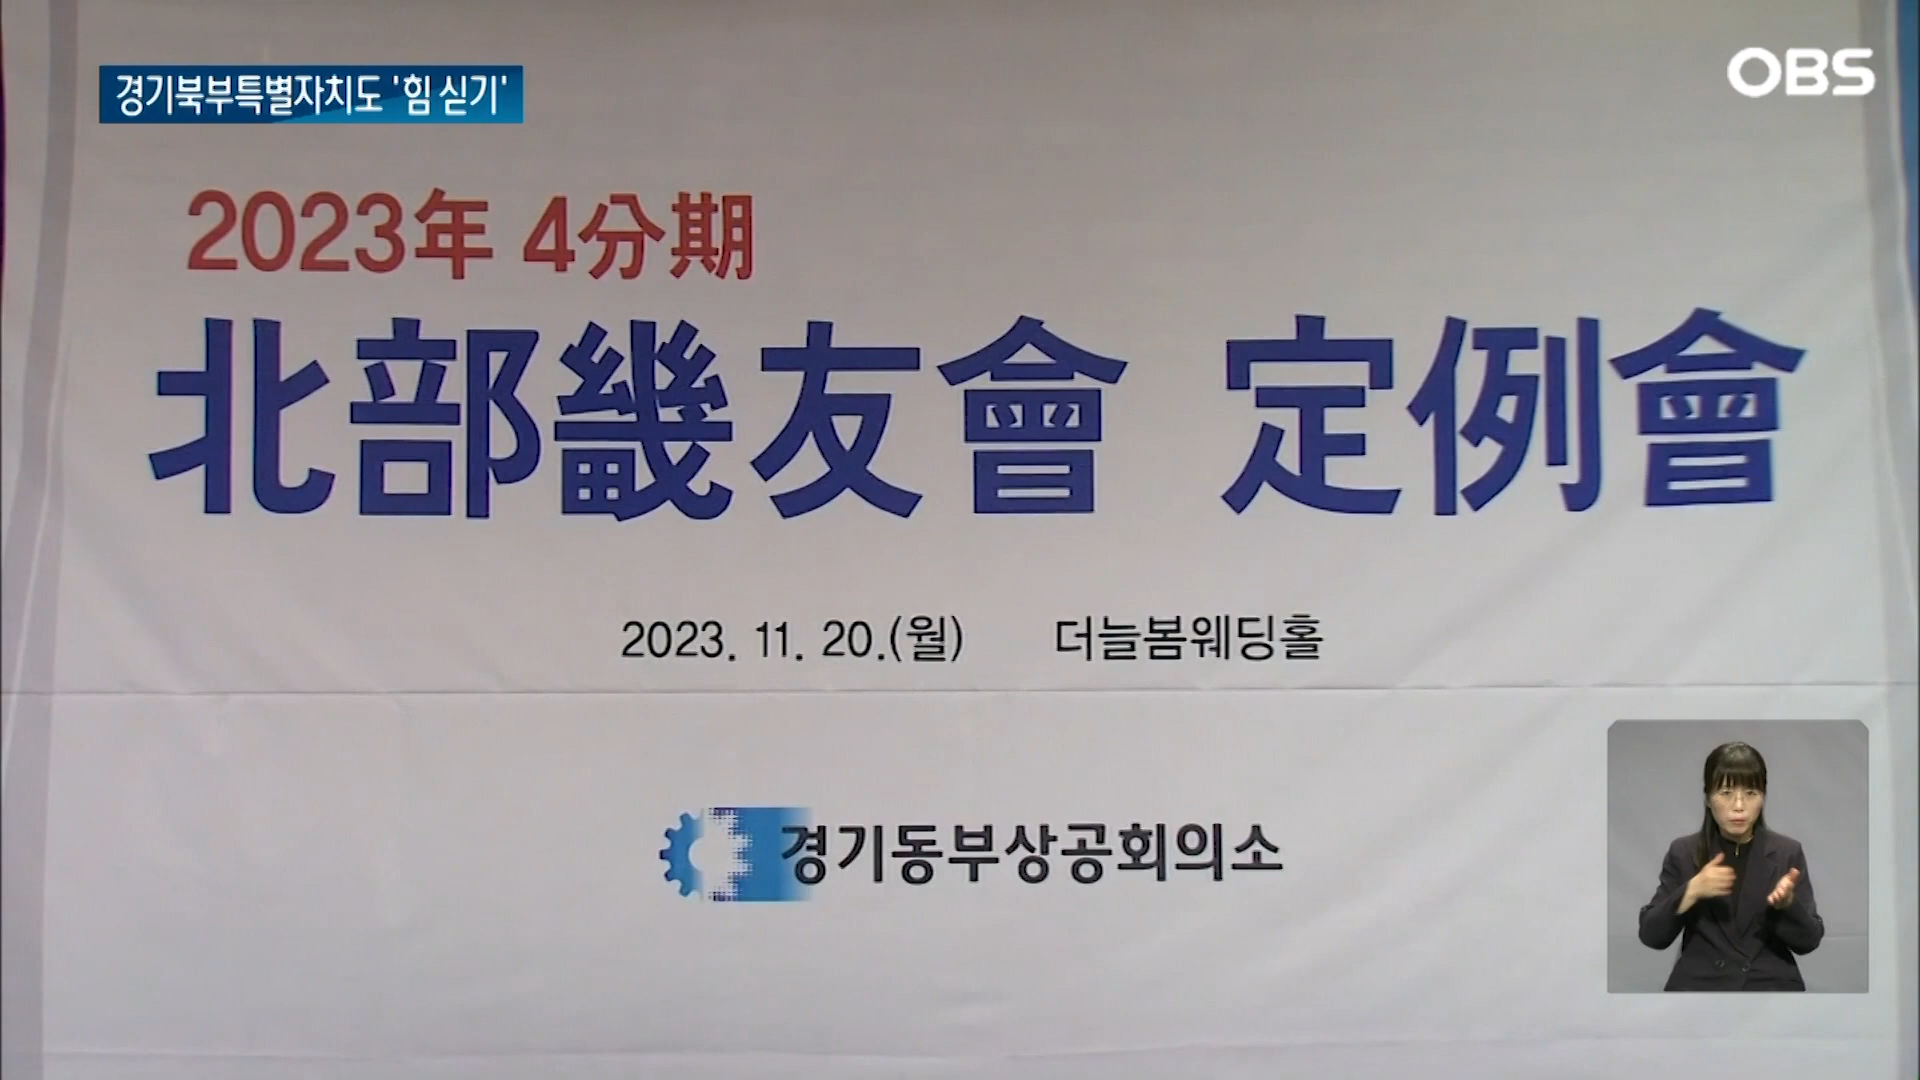 경기북부특별자치도 '힘 싣기'
OBS
2023年 4分期
北部畿友會 定例會
2023. 11. 20.(월) 더늘봄웨딩홀
경기동부상공회의소